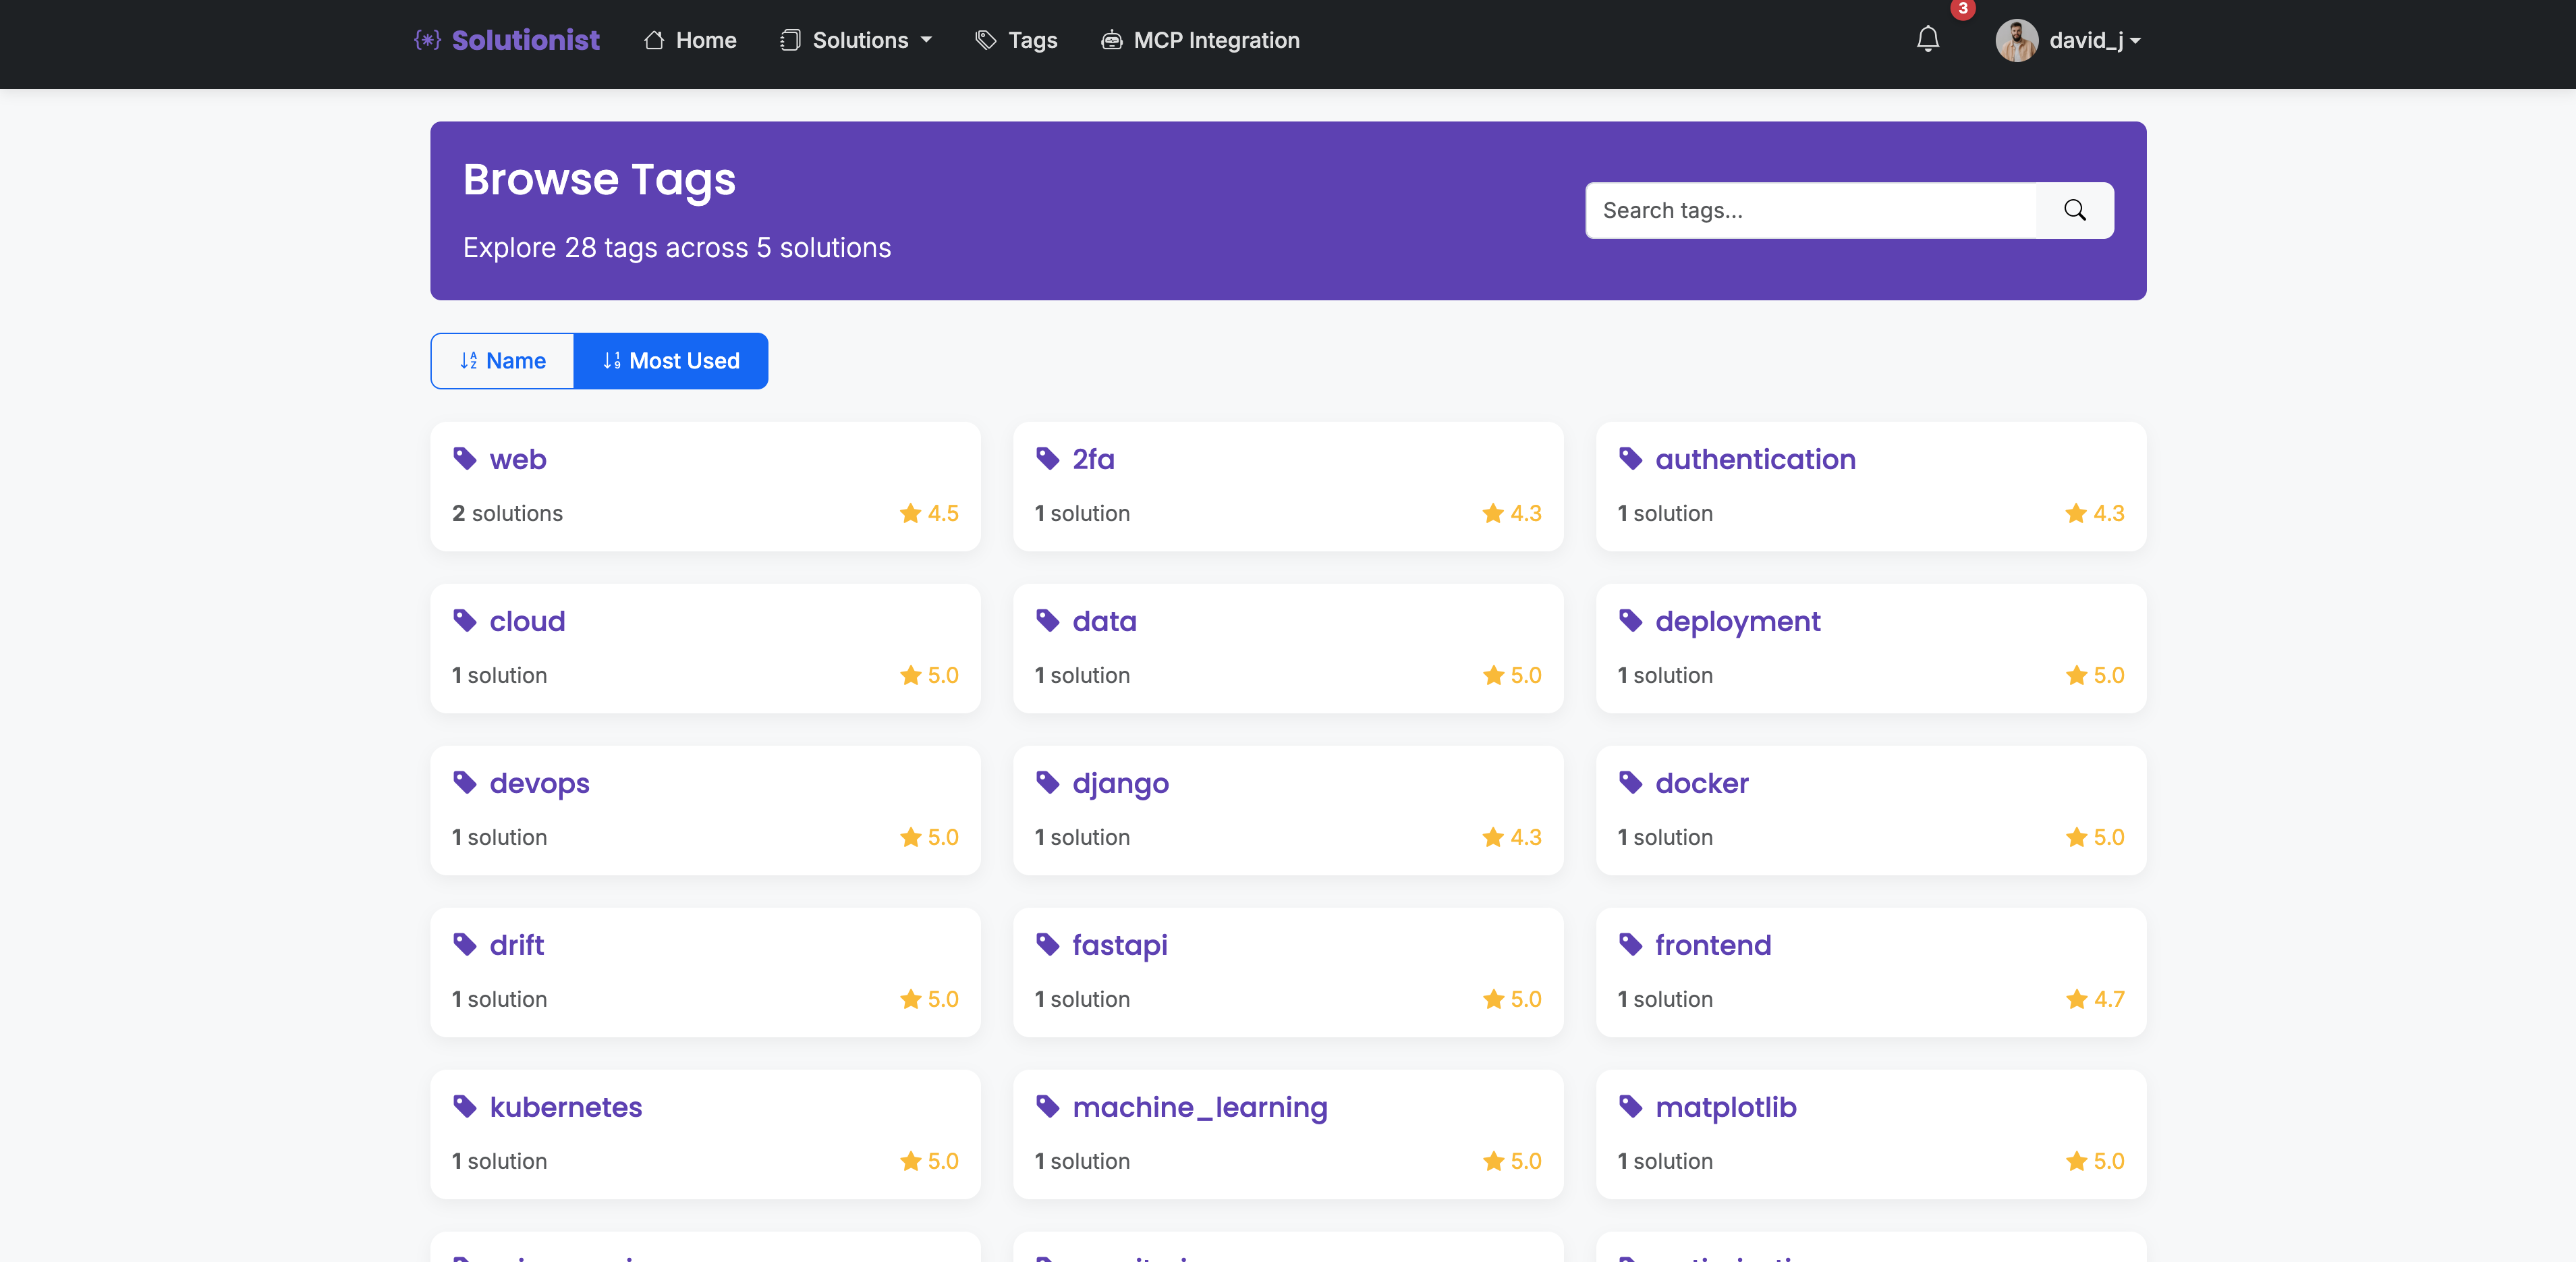 {*} Solutionist Home Solutions Tags MCP Integration 3 david_j
Browse Tags
Explore 28 tags across 5 solutions
Search tags...
Name Most Used
web 2fa authentication
2 solutions 4.5 1 solution 4.3 1 solution 4.3
cloud data deployment
1 solution 5.0 1 solution 5.0 1 solution 5.0
devops django docker
1 solution 5.0 1 solution 4.3 1 solution 5.0
drift fastapi frontend
1 solution 5.0 1 solution 5.0 1 solution 4.7
kubernetes machine_learning matplotlib
1 solution 5.0 1 solution 5.0 1 solution 5.0